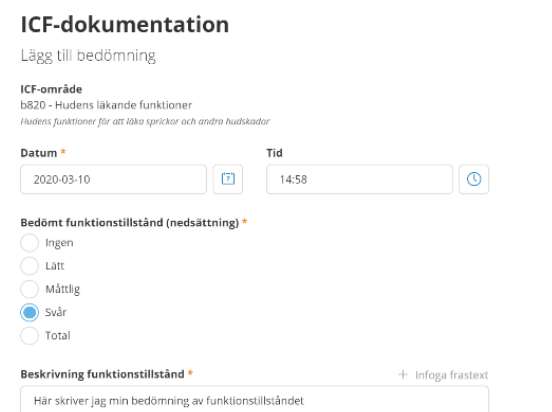 ICF-dokumentation
Lägg till bedömning
ICF-område
b820 - Hudens läkande funktioner
Hudens funktioner för att läka sprickor och andra hudskador
Datum *
Tid
2020-03-10
7
14:58
Bedömt funktionstillstånd (nedsättning) *
Ingen
Lätt
Måttlig
Svår
Total
Beskrivning funktionstillstånd *
+ Infoga frastext
Här skriver jag min bedömning av funktionstillståndet